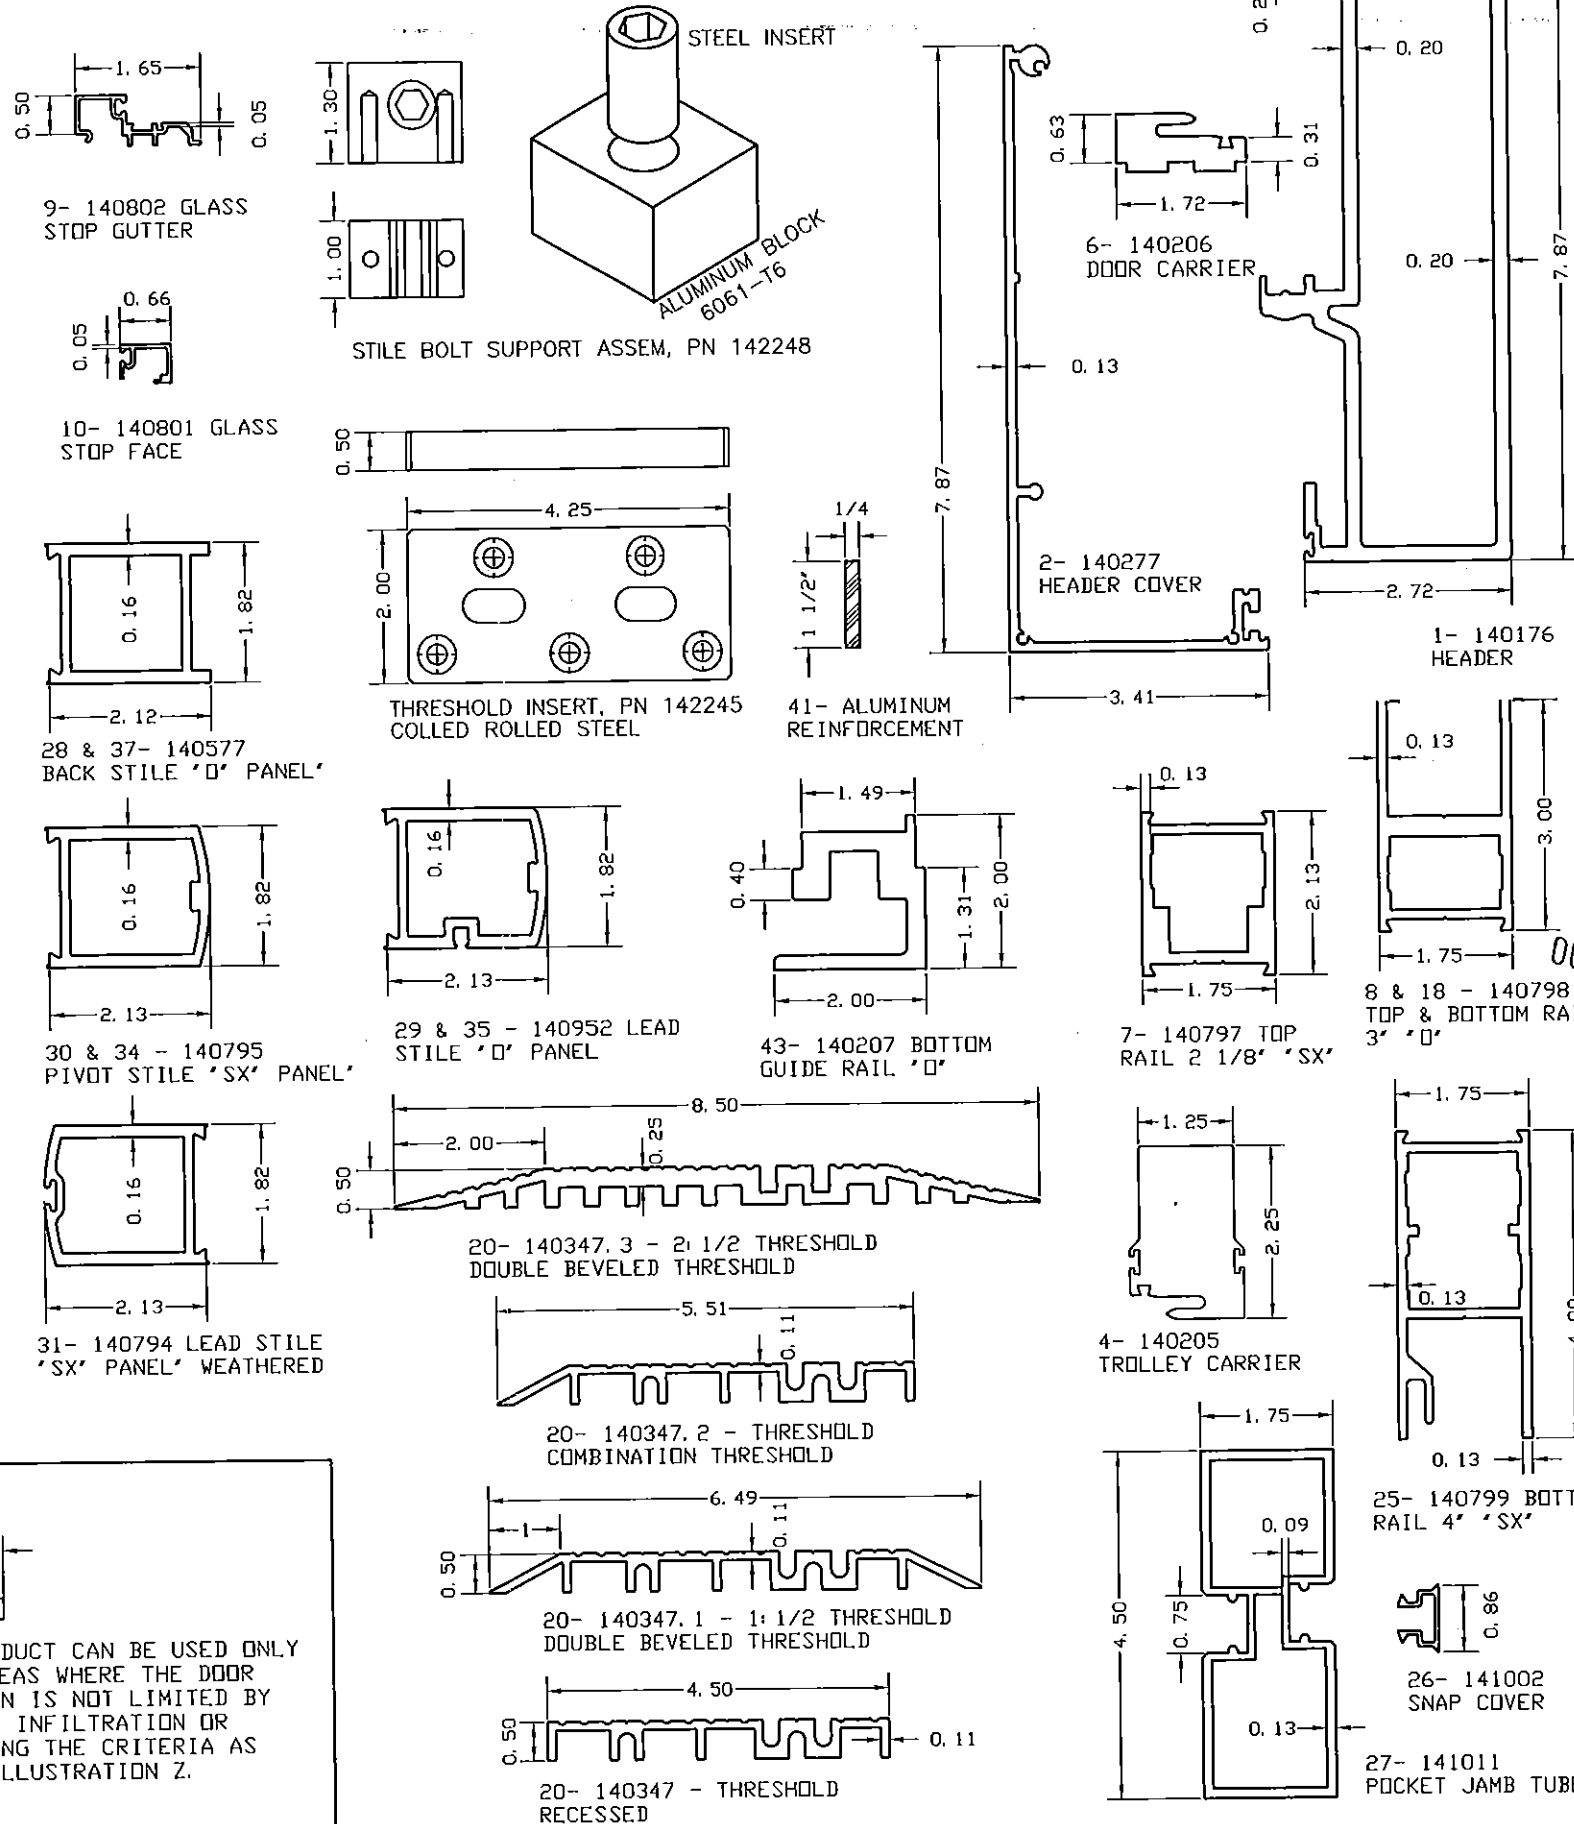 STEEL INSERT
ALUMINUM BLOCK
6061-T6
1.65
0.50
0.05
9- 140802 GLASS
STOP GUTTER
1.30
1.00
STILE BOLT SUPPORT ASSEM, PN 142248
0.66
0.05
10- 140801 GLASS
STOP FACE
0.63
0.31
1.72
6- 140206
DOOR CARRIER
7.87
0.13
2- 140277
HEADER COVER
3.41
0.20
0.20
7.87
2.72
1- 140176
HEADER
0.50
4.25
2.00
THRESHOLD INSERT, PN 142245
COLLED ROLLED STEEL
1/4
1 1/2"
41- ALUMINUM
REINFORCEMENT
0.16
1.82
2.12
28 & 37- 140577
BACK STILE "O" PANEL"
0.16
1.82
2.13
30 & 34 - 140795
PIVOT STILE "SX" PANEL"
0.16
1.82
2.13
29 & 35 - 140952 LEAD
STILE "O" PANEL
1.49
0.40
1.31
2.00
2.00
43- 140207 BOTTOM
GUIDE RAIL "O"
0.13
2.13
1.75
7- 140797 TOP
RAIL 2 1/8" "SX"
0.13
3.00
1.75
8 & 18 - 140798
TOP & BOTTOM RA
3" "O"
0.16
1.82
2.13
31- 140794 LEAD STILE
"SX" PANEL" WEATHERED
8.50
2.00
0.25
0.50
20- 140347.3 - 2: 1/2 THRESHOLD
DOUBLE BEVELED THRESHOLD
5.51
0.11
20- 140347.2 - THRESHOLD
COMBINATION THRESHOLD
6.49
1
0.11
0.50
20- 140347.1 - 1: 1/2 THRESHOLD
DOUBLE BEVELED THRESHOLD
4.50
0.50
0.11
20- 140347 - THRESHOLD
RECESSED
1.25
2.25
4- 140205
TROLLEY CARRIER
1.75
0.13
0.13
25- 140799 BOTT
RAIL 4" "SX"
1.75
0.09
4.50
0.75
0.13
27- 141011
POCKET JAMB TUBE
0.86
26- 141002
SNAP COVER
DUCT CAN BE USED ONLY
EAS WHERE THE DOOR
N IS NOT LIMITED BY
INFILTRATION OR
NG THE CRITERIA AS
LLUSTRATION Z.